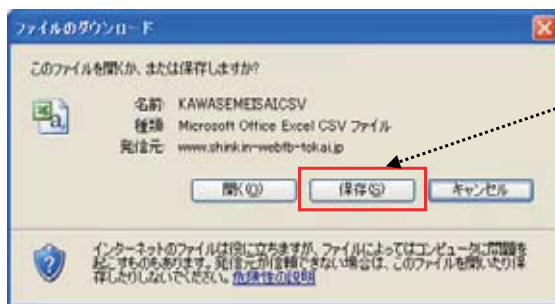 ファイルのダウンロード
このファイルを開くか、または保存しますか?
名前 KAWASEMEISAICSV
種類 Microsoft Office Excel CSV ファイル
発信元 www.shinkin-webfb-tokai.jp
開く(O) 保存(S) キャンセル
インターネットのファイルは役に立ちますが、ファイルによってはコンピュータに問題を
起こすものもあります。発信元が信頼できない場合は、このファイルを開いたり保
存したりしないでください。危険性の説明